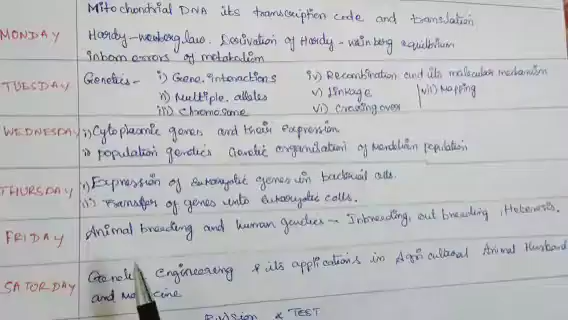 MONDAY
Mitochondrial DNA its transcription code and translation
Hardy-weinberg law. Derivation of Hardy-weinberg equilibrium
inborn errors of metabolism
TUESDAY
Genetics - i) Gene interactions
ii) Multiple alleles
iii) chromosome
iv) Recombination and its molecular mechanism
v) linkage
vi) crossing over
vii) Mapping
WEDNESDAY
i) Cytoplasmic genes and their expression
ii) population genetics Genetic organisation of Mendelian population
THURSDAY
i) Expression of Eukaryotic genes in bacterial cells.
ii) Transfer of genes into Eukaryotic cells.
FRIDAY
Animal breeding and human genetics - Inbreeding, out breeding, Heterosis.
SATORDAY
Genetic Engineering & its applications in Agricultural Animal Husband
and
& TEST